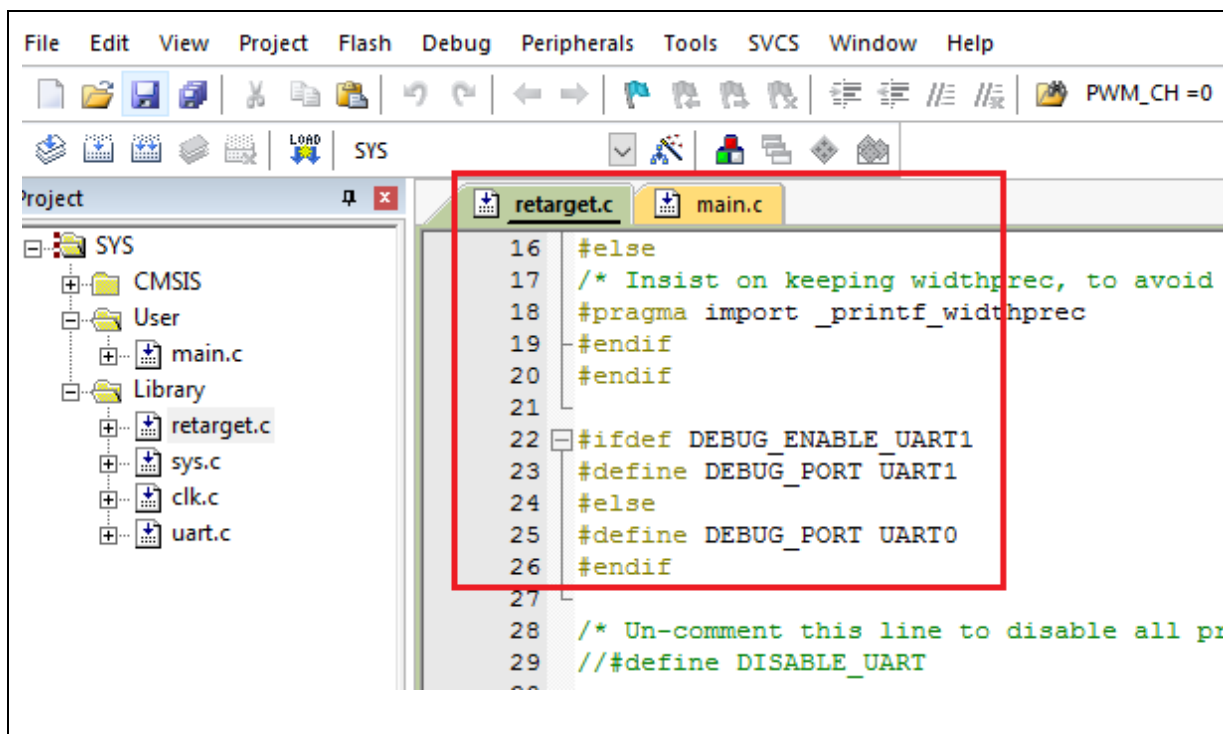 File Edit View Project Flash Debug Peripherals Tools SVCS Window Help
PWM_CH =0
LOAD SYS
Project
retarget.c main.c
SYS
CMSIS
User
main.c
Library
retarget.c
sys.c
clk.c
uart.c
16 #else
17 /* Insist on keeping widthprec, to avoid
18 #pragma import _printf_widthprec
19 #endif
20 #endif
21
22 #ifdef DEBUG_ENABLE_UART1
23 #define DEBUG_PORT UART1
24 #else
25 #define DEBUG_PORT UART0
26 #endif
27
28 /* Un-comment this line to disable all pr
29 //#define DISABLE_UART